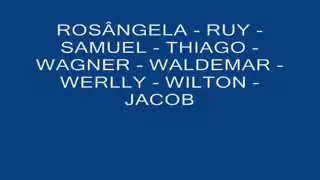 ROSÂNGELA - RUY -
SAMUEL - THIAGO -
WAGNER - WALDEMAR -
WERLLY - WILTON -
JACOB